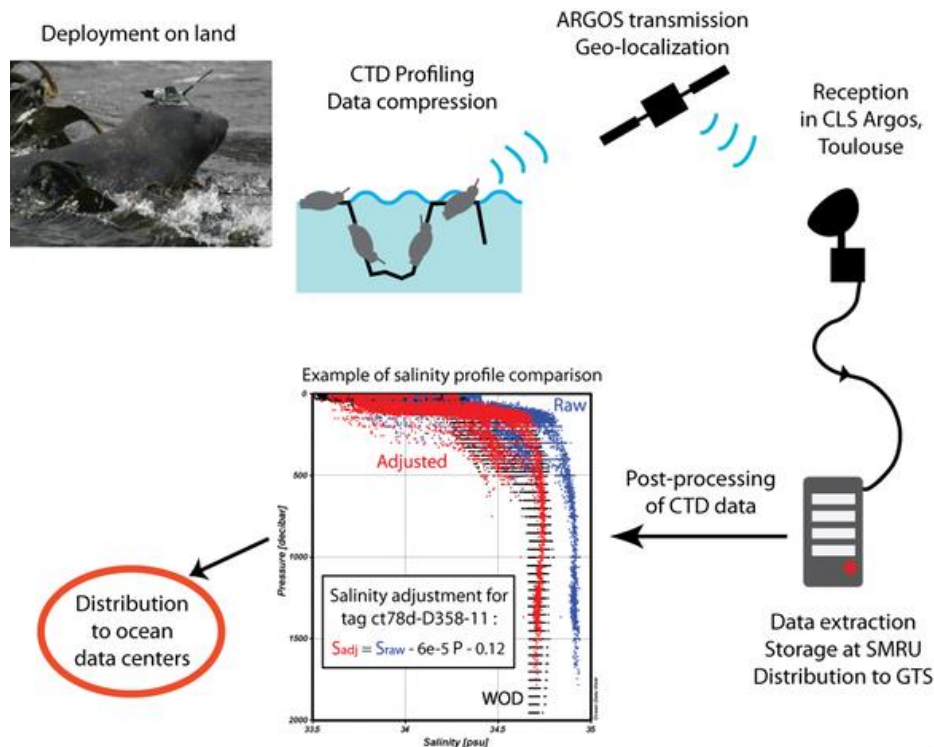 Deployment on land
CTD Profiling
Data compression
ARGOS transmission
Geo-localization
Reception
in CLS Argos,
Toulouse
Example of salinity profile comparison
0
500
1000
1500
2000
Pressure [decibar]
Raw
Adjusted
Salinity adjustment for
tag ct78d-D358-11 :
Sadj = Sraw - 6e-5 P - 0.12
WOD
Ocean Data View
33.5
34
34.5
35
Salinity [psu]
Post-processing
of CTD data
Data extraction
Storage at SMRU
Distribution to GTS
Distribution
to ocean
data centers